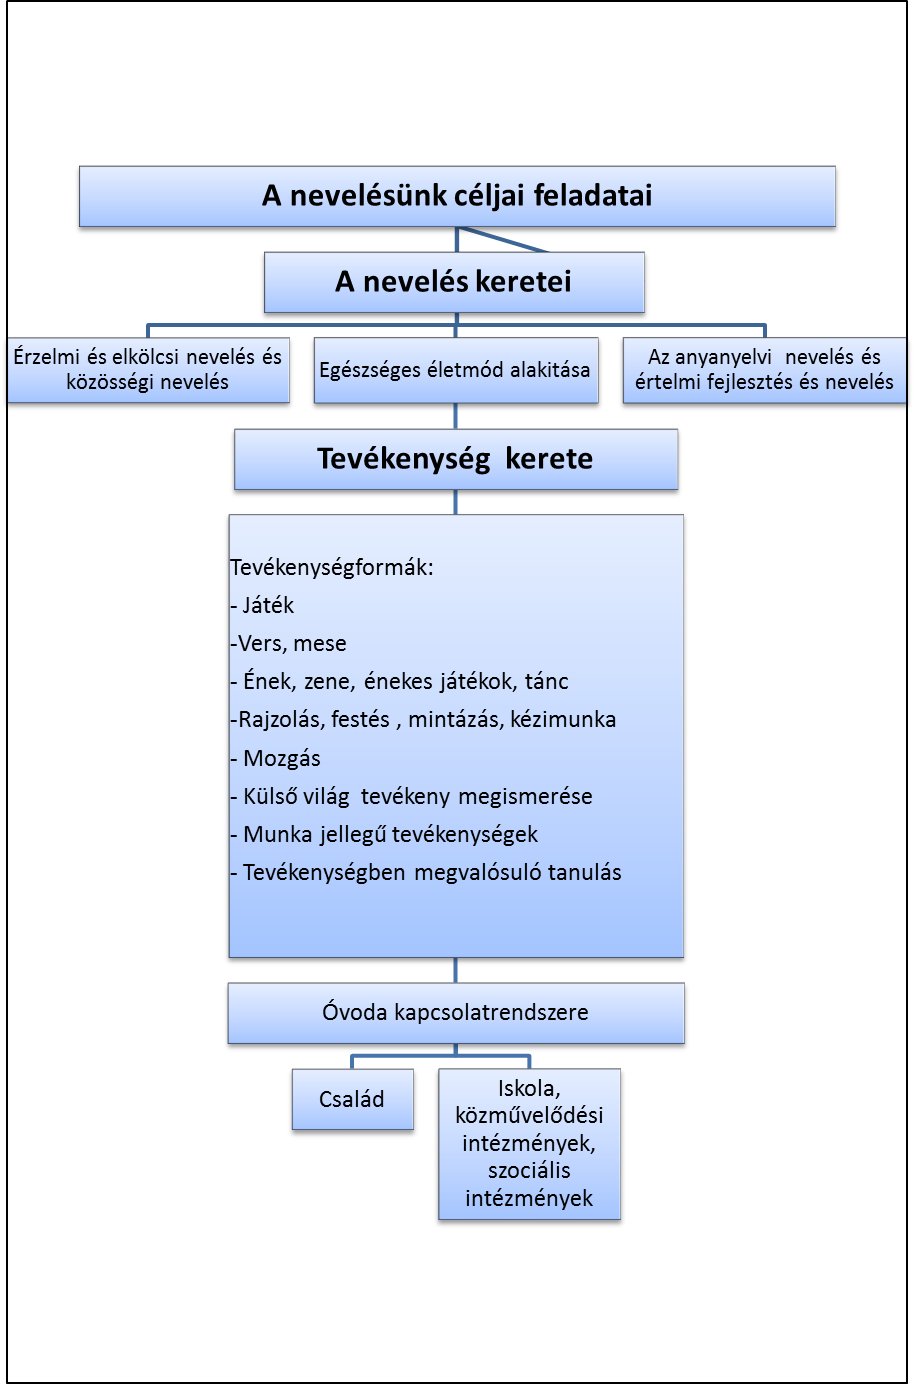 A nevelésünk céljai feladatai
A nevelés keretei
Érzelmi és elkölcsi nevelés és
közösségi nevelés
Egészséges életmód alakitása
Az anyanyelvi  nevelés és
értelmi fejlesztés és nevelés
Tevékenység  kerete
Tevékenységformák:
- Játék
-Vers, mese
- Ének, zene, énekes játékok, tánc
-Rajzolás, festés , mintázás, kézimunka
- Mozgás
- Külső világ  tevékeny megismerése
- Munka jellegű tevékenységek
- Tevékenységben megvalósuló tanulás
Óvoda kapcsolatrendszere
Család
Iskola,
közművelődési
intézmények,
szociális
intézmények